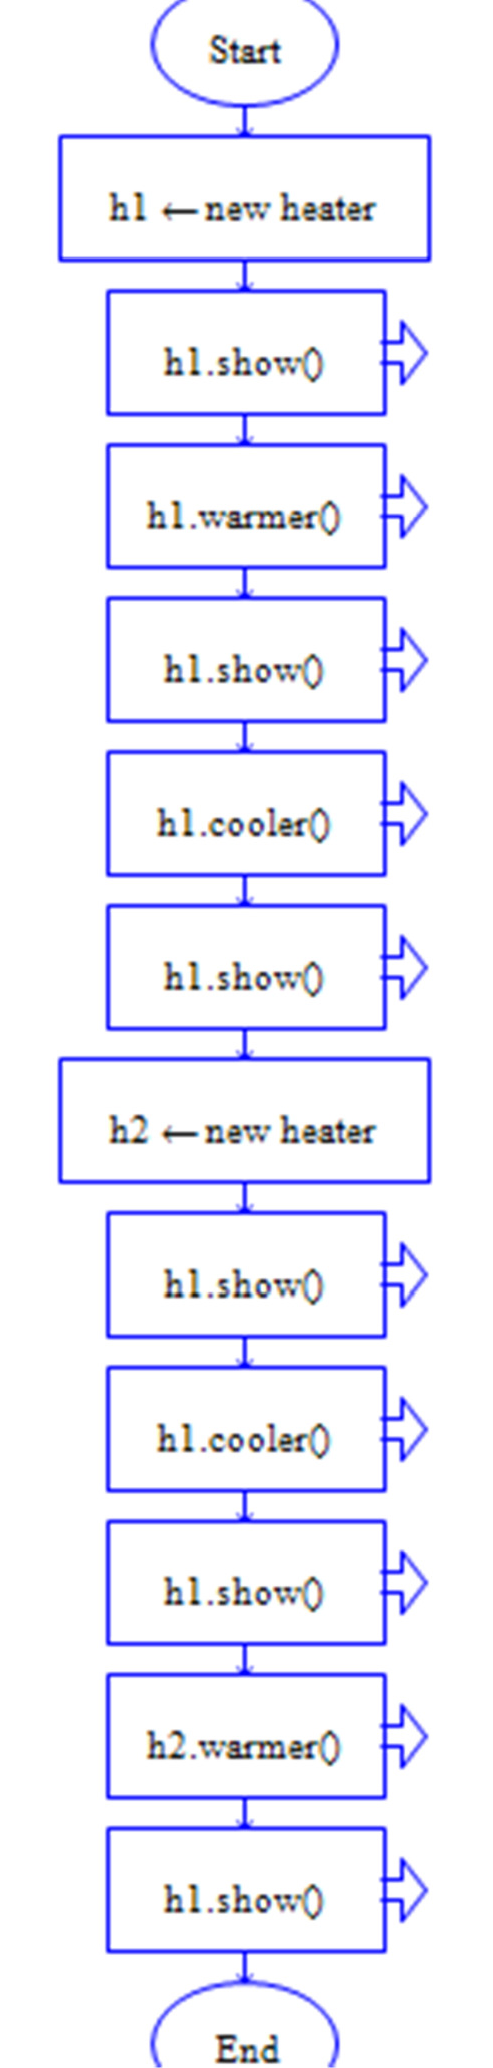 Start
h1 ← new heater
h1.show()
h1.warmer()
h1.show()
h1.cooler()
h1.show()
h2 ← new heater
h1.show()
h1.cooler()
h1.show()
h2.warmer()
h1.show()
End